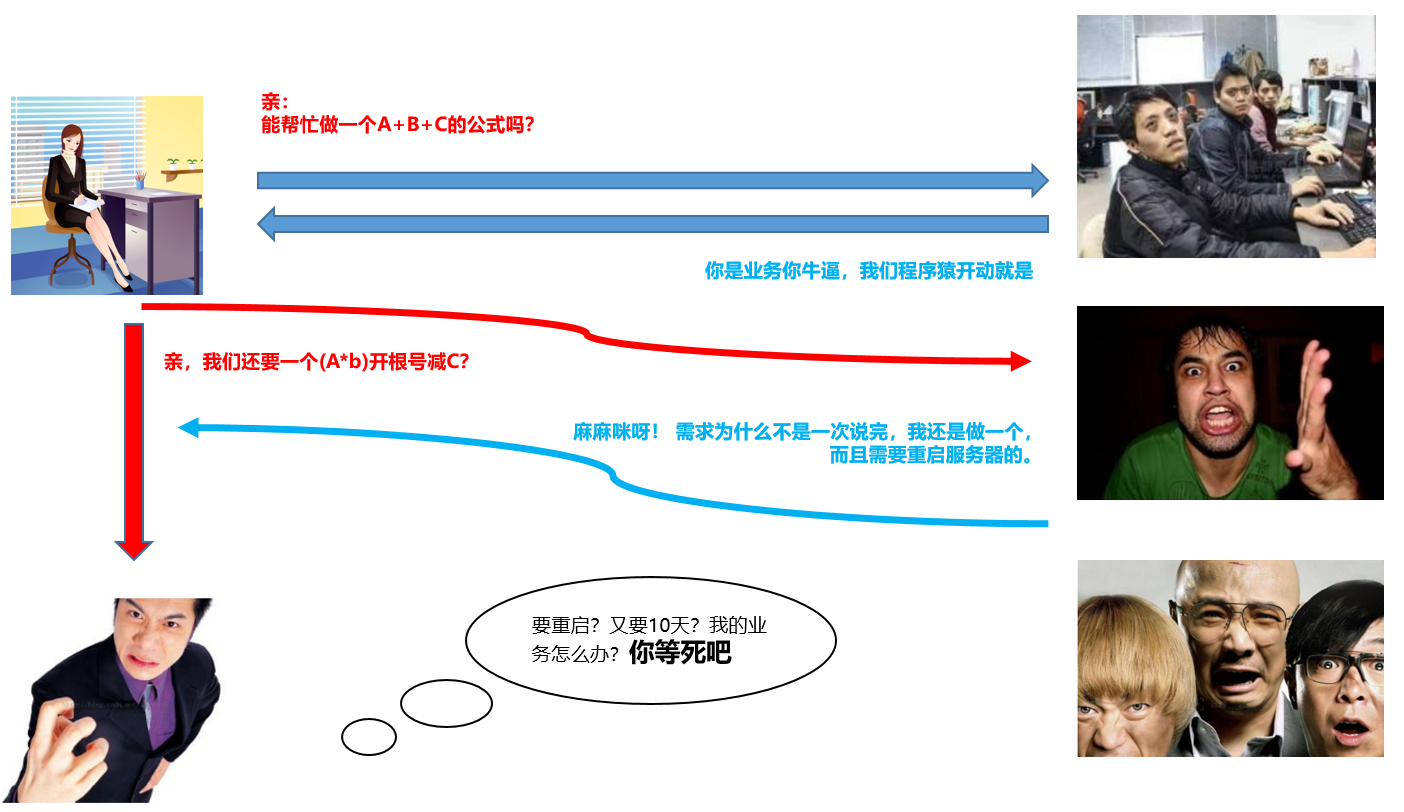 亲：
能帮忙做一个A+B+C的公式吗？
你是业务你牛逼，我们程序猿开动就是
亲，我们还要一个(A*b)开根号减C？
麻麻咪呀！ 需求为什么不是一次说完，我还是做一个，
而且需要重启服务器的。
要重启？又要10天？我的业
务怎么办？你等死吧